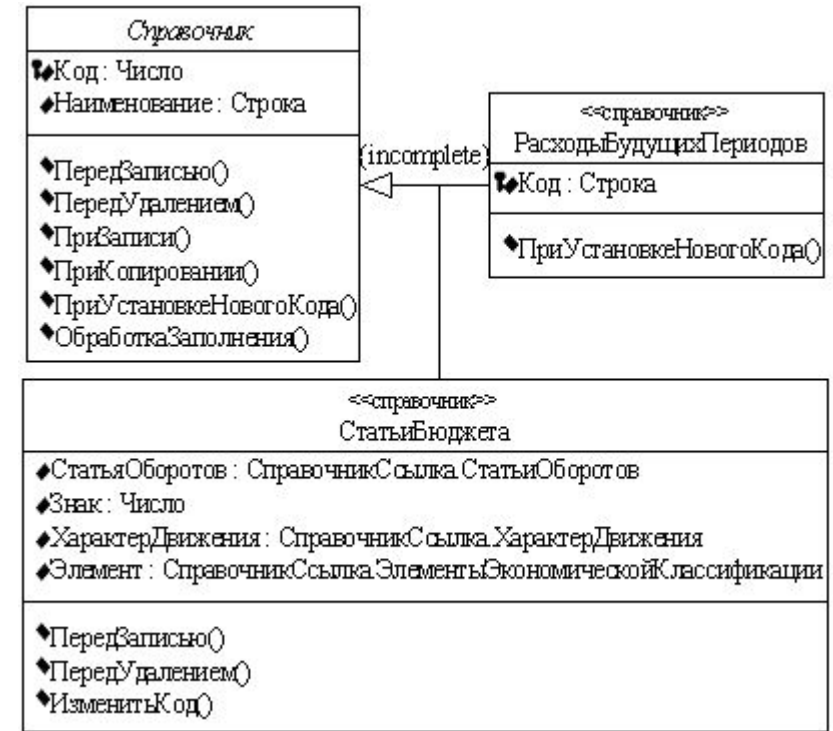 Справочник
Код : Число
Наименование : Строка
ПередЗаписью()
ПередУдалением()
ПриЗаписи()
ПриКопировании()
ПриУстановкеНовогоКода()
ОбработкаЗаполнения()
{incomplete}
<<справочник>>
РасходыБудущихПериодов
Код : Строка
ПриУстановкеНовогоКода()
<<справочник>>
СтатьиБюджета
СтатьяОборотов : СправочникСсылка.СтатьиОборотов
Знак : Число
ХарактерДвижения : СправочникСсылка.ХарактерДвижения
Элемент : СправочникСсылка.ЭлементыЭкономическойКлассификации
ПередЗаписью()
ПередУдалением()
ИзменитьКод()